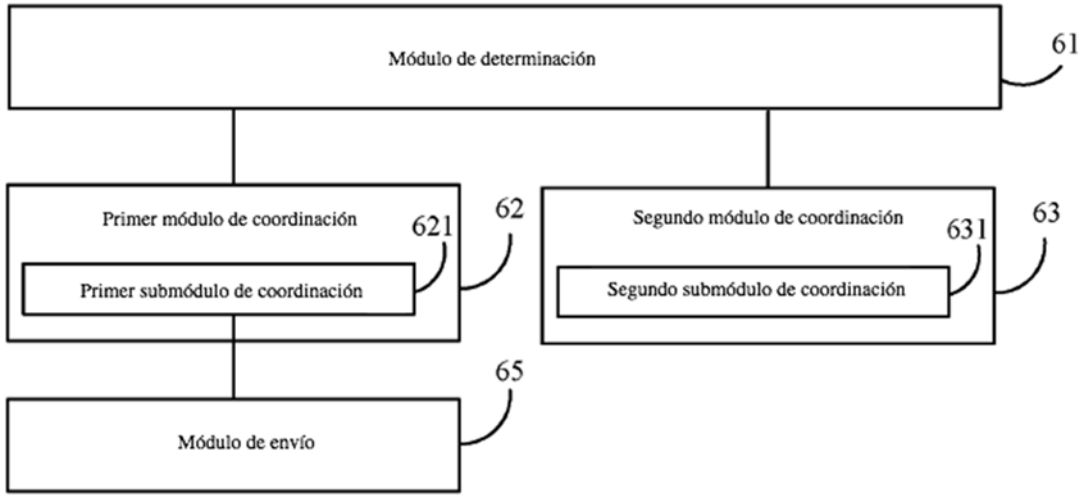 Módulo de determinación
61
Primer módulo de coordinación
621
62
Primer submódulo de coordinación
Segundo módulo de coordinación
631
63
Segundo submódulo de coordinación
65
Módulo de envío